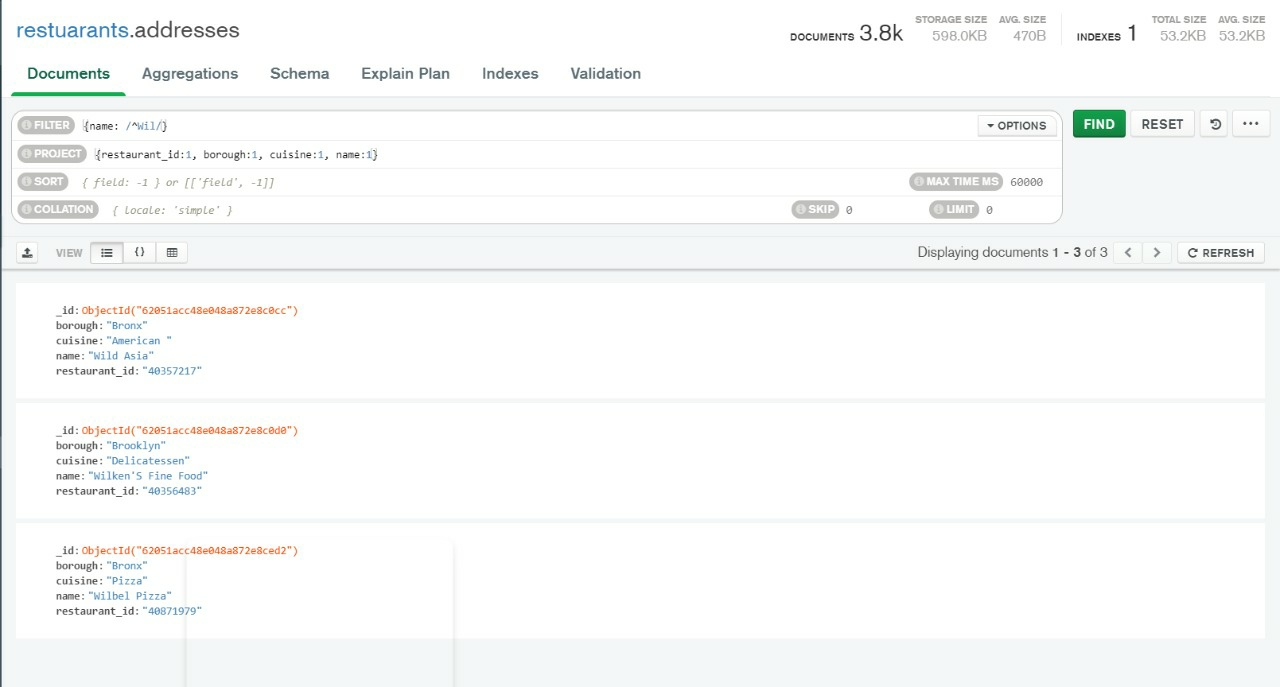 restuarants.addresses
DOCUMENTS 3.8k STORAGE SIZE 598.0KB AVG. SIZE 470B INDEXES 1 TOTAL SIZE 53.2KB AVG. SIZE 53.2KB
Documents Aggregations Schema Explain Plan Indexes Validation
FILTER {name: /^Wil/} OPTIONS FIND RESET ···
PROJECT {restaurant_id:1, borough:1, cuisine:1, name:1}
SORT { field: -1 } or [['field', -1]] MAX TIME MS 60000
COLLATION { locale: 'simple' } SKIP 0 LIMIT 0
VIEW {} Displaying documents 1 - 3 of 3 < > REFRESH
_id: ObjectId("62051acc48e048a872e8c0cc")
borough: "Bronx"
cuisine: "American "
name: "Wild Asia"
restaurant_id: "40357217"
_id: ObjectId("62051acc48e048a872e8c0d0")
borough: "Brooklyn"
cuisine: "Delicatessen"
name: "Wilken'S Fine Food"
restaurant_id: "40356483"
_id: ObjectId("62051acc48e048a872e8ced2")
borough: "Bronx"
cuisine: "Pizza"
name: "Wilbel Pizza"
restaurant_id: "40871979"